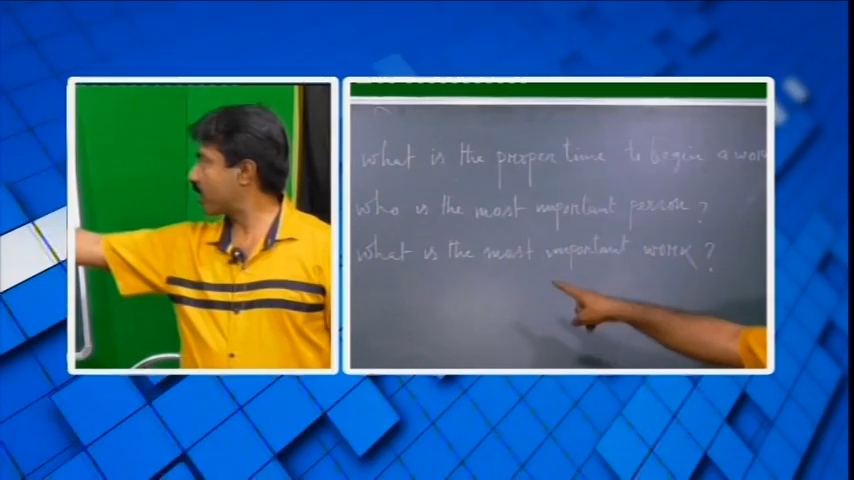 what is the proper time to begin a work
who is the most important person ?
what is the most important work ?